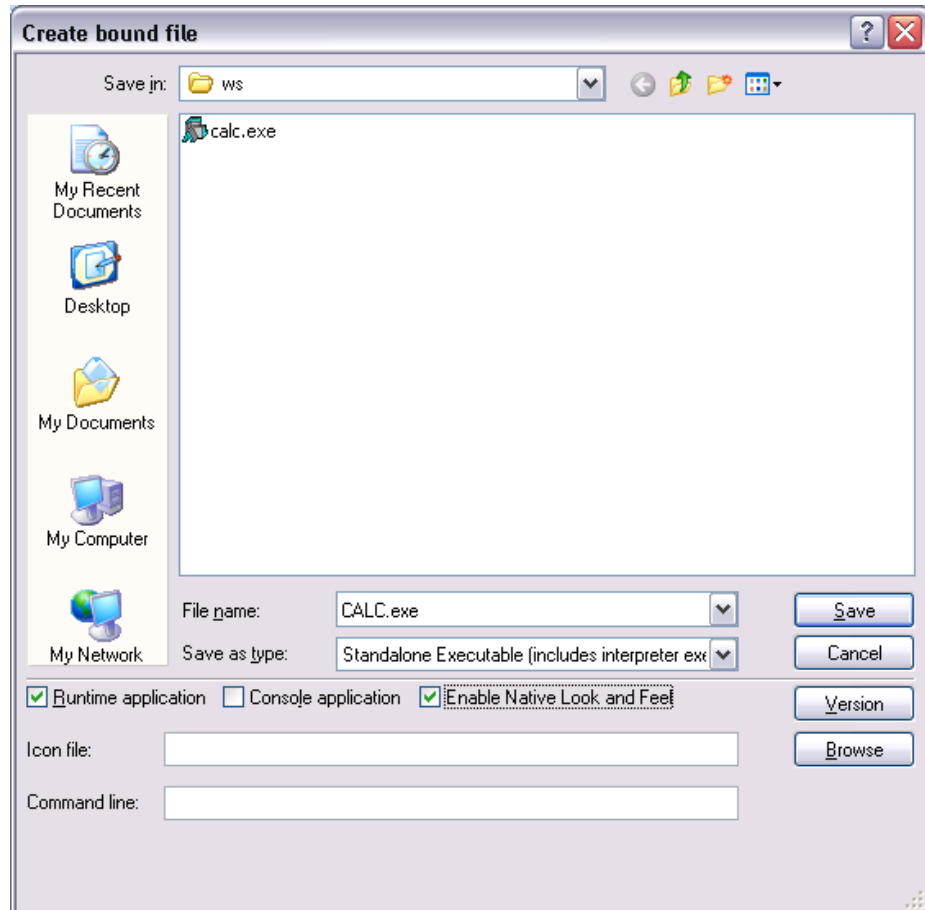 Create bound file
Save in:
ws
calc.exe
My Recent
Documents
Desktop
My Documents
My Computer
My Network
File name:
CALC.exe
Save
Save as type:
Standalone Executable (includes interpreter exe
Cancel
Runtime application
Console application
Enable Native Look and Feel
Version
Icon file:
Browse
Command line: